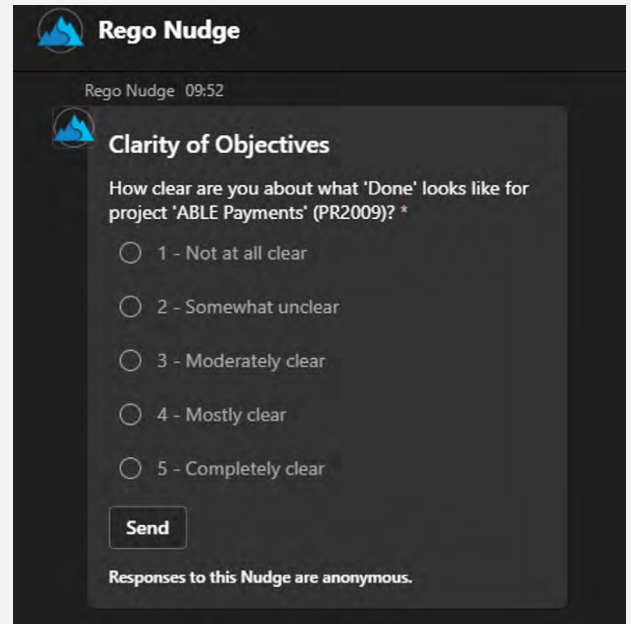 Rego Nudge
Rego Nudge 09:52
Clarity of Objectives
How clear are you about what 'Done' looks like for
project 'ABLE Payments' (PR2009)? *
1 - Not at all clear
2 - Somewhat unclear
3 - Moderately clear
4 - Mostly clear
5 - Completely clear
Send
Responses to this Nudge are anonymous.